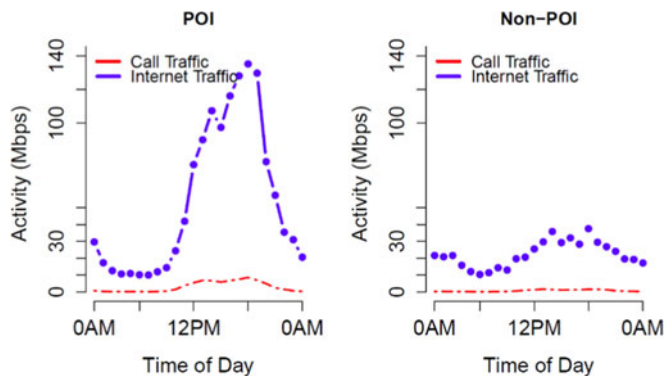 POI
Non-POI
Activity (Mbps)
140
100
30
0
Call Traffic
Internet Traffic
0AM
12PM
0AM
Time of Day
Activity (Mbps)
140
100
30
0
Call Traffic
Internet Traffic
0AM
12PM
0AM
Time of Day